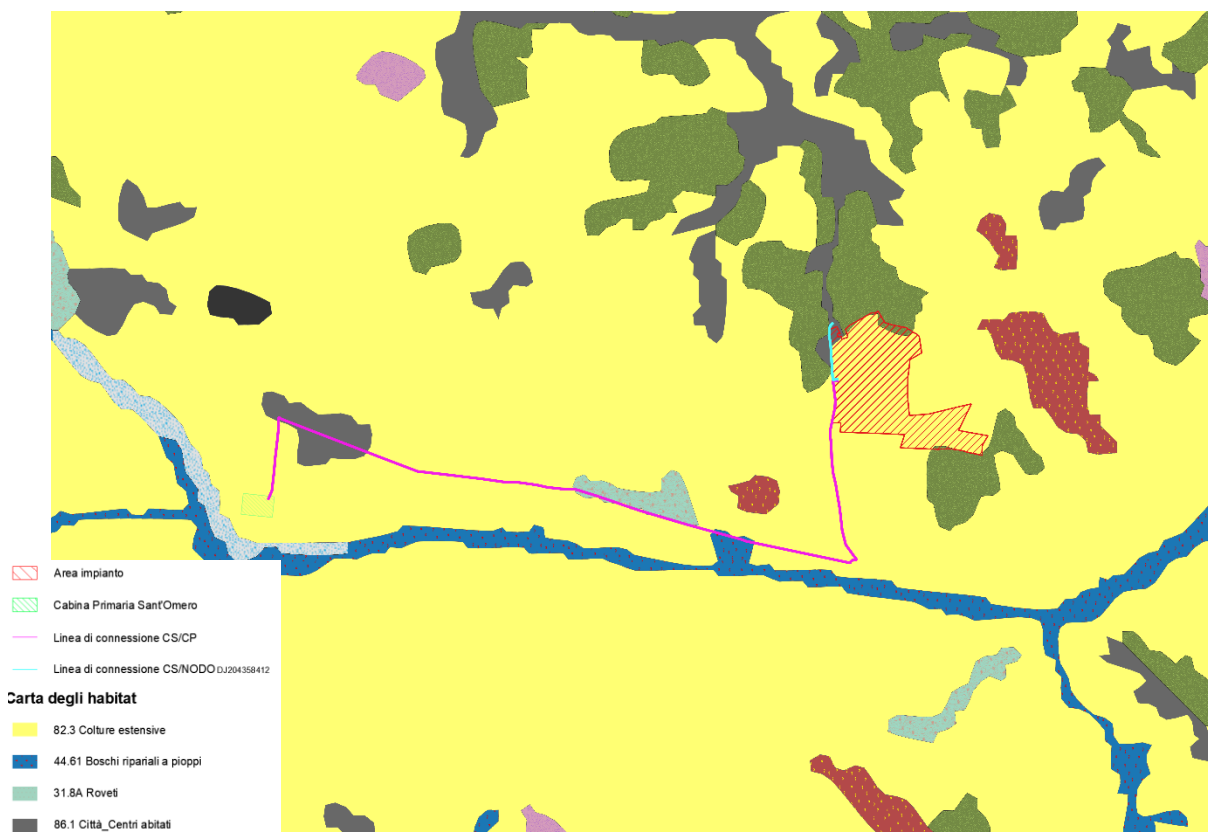 Area impianto
Cabina Primaria Sant'Omero
Linea di connessione CS/CP
Linea di connessione CS/NODO DJ204358412
Carta degli habitat
82.3 Colture estensive
44.61 Boschi ripariali a pioppi
31.8A Roveti
86.1 Città_Centri abitati